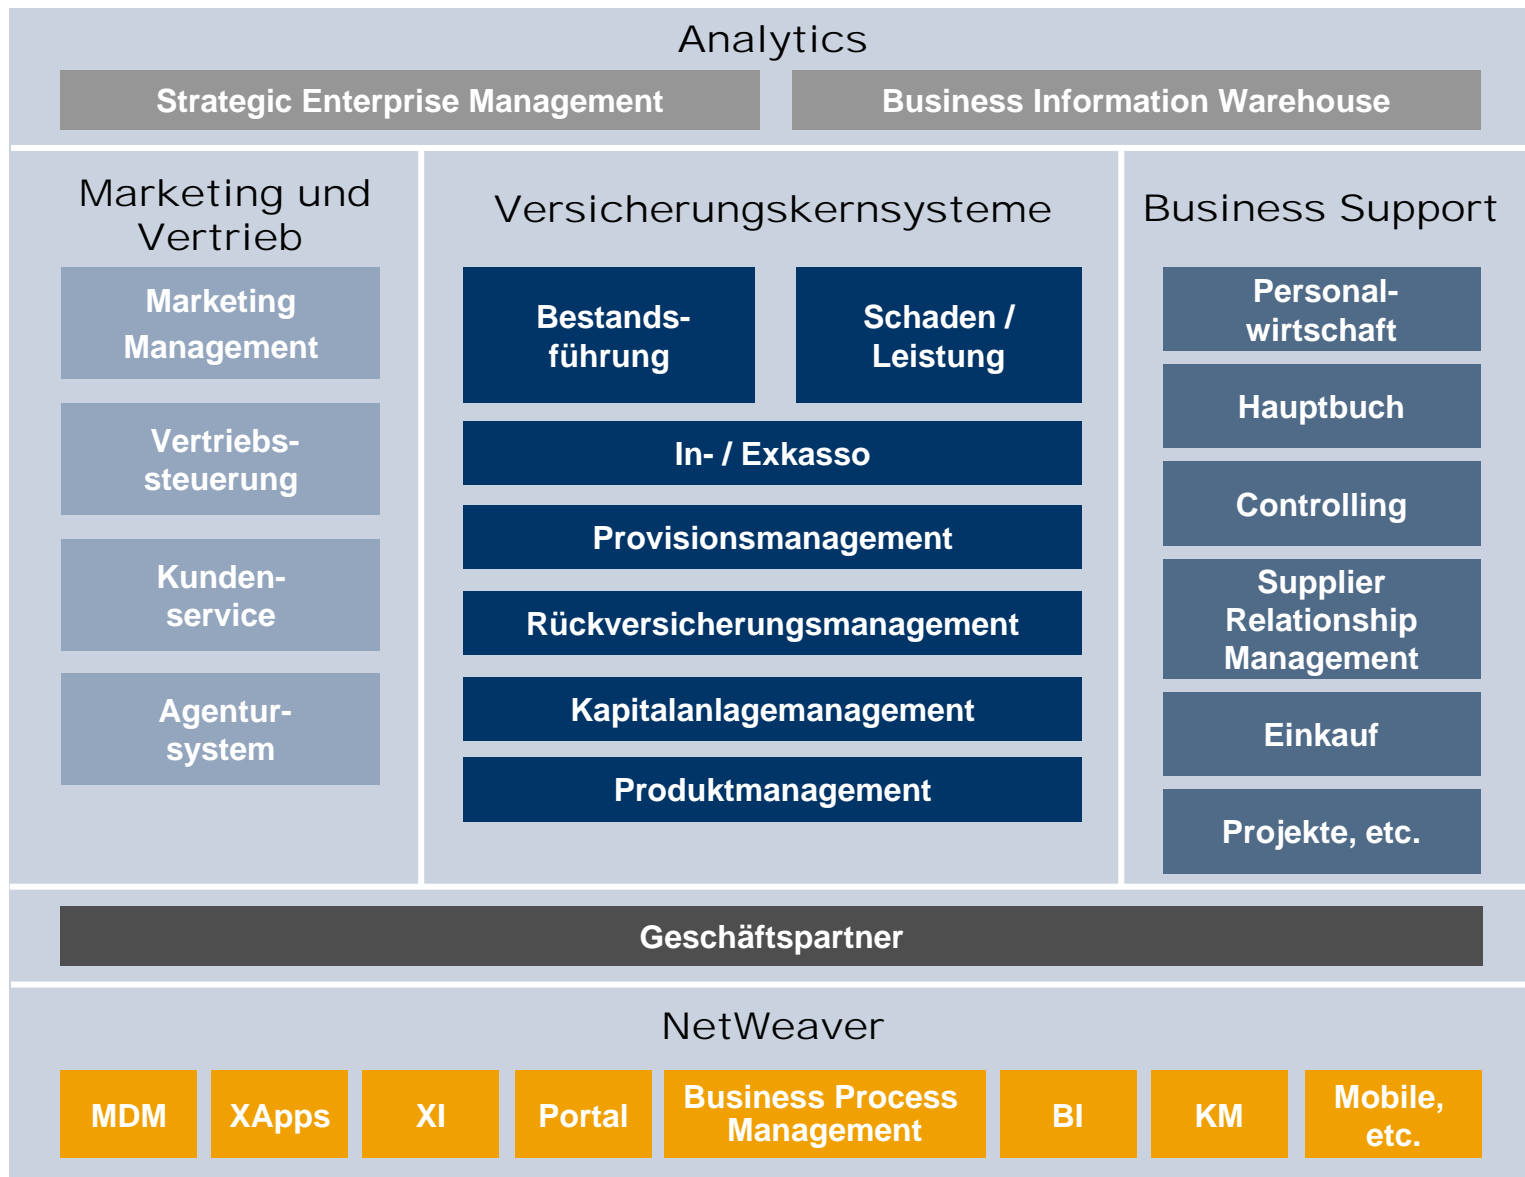 Analytics
Strategic Enterprise Management
Business Information Warehouse
Marketing und
Vertrieb
Marketing
Management
Vertriebs-
steuerung
Kunden-
service
Agentur-
system
Versicherungskernsysteme
Bestands-
führung
Schaden /
Leistung
In- / Exkasso
Provisionsmanagement
Rückversicherungsmanagement
Kapitalanlagemanagement
Produktmanagement
Business Support
Personal-
wirtschaft
Hauptbuch
Controlling
Supplier
Relationship
Management
Einkauf
Projekte, etc.
Geschäftspartner
NetWeaver
MDM
XApps
XI
Portal
Business Process
Management
BI
KM
Mobile,
etc.